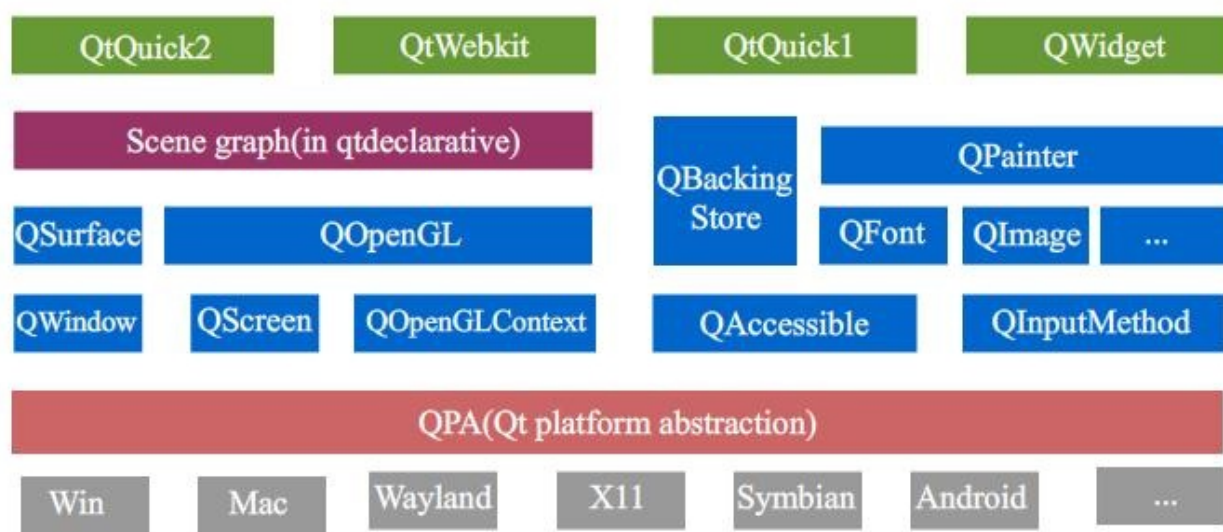 QtQuick2
QtWebkit
QtQuick1
QWidget
Scene graph(in qtdeclarative)
QBacking
Store
QPainter
QSurface
QOpenGL
QFont
QImage
...
QWindow
QScreen
QOpenGLContext
QAccessible
QInputMethod
QPA(Qt platform abstraction)
Win
Mac
Wayland
X11
Symbian
Android
...